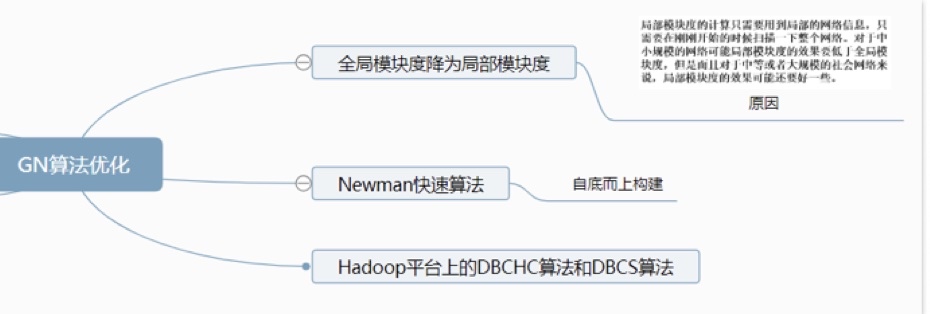 局部模块度的计算只需要用到局部的网络信息，只
需要在刚刚开始的时候扫描一下整个网络。对于中
小规模的网络可能局部模块度的效果要低于全局模
块度，但是而且对于中等或者大规模的社会网络来
说，局部模块度的效果可能还要好一些。
全局模块度降为局部模块度
原因
GN算法优化
Newman快速算法
自底而上构建
Hadoop平台上的DBCHC算法和DBCS算法